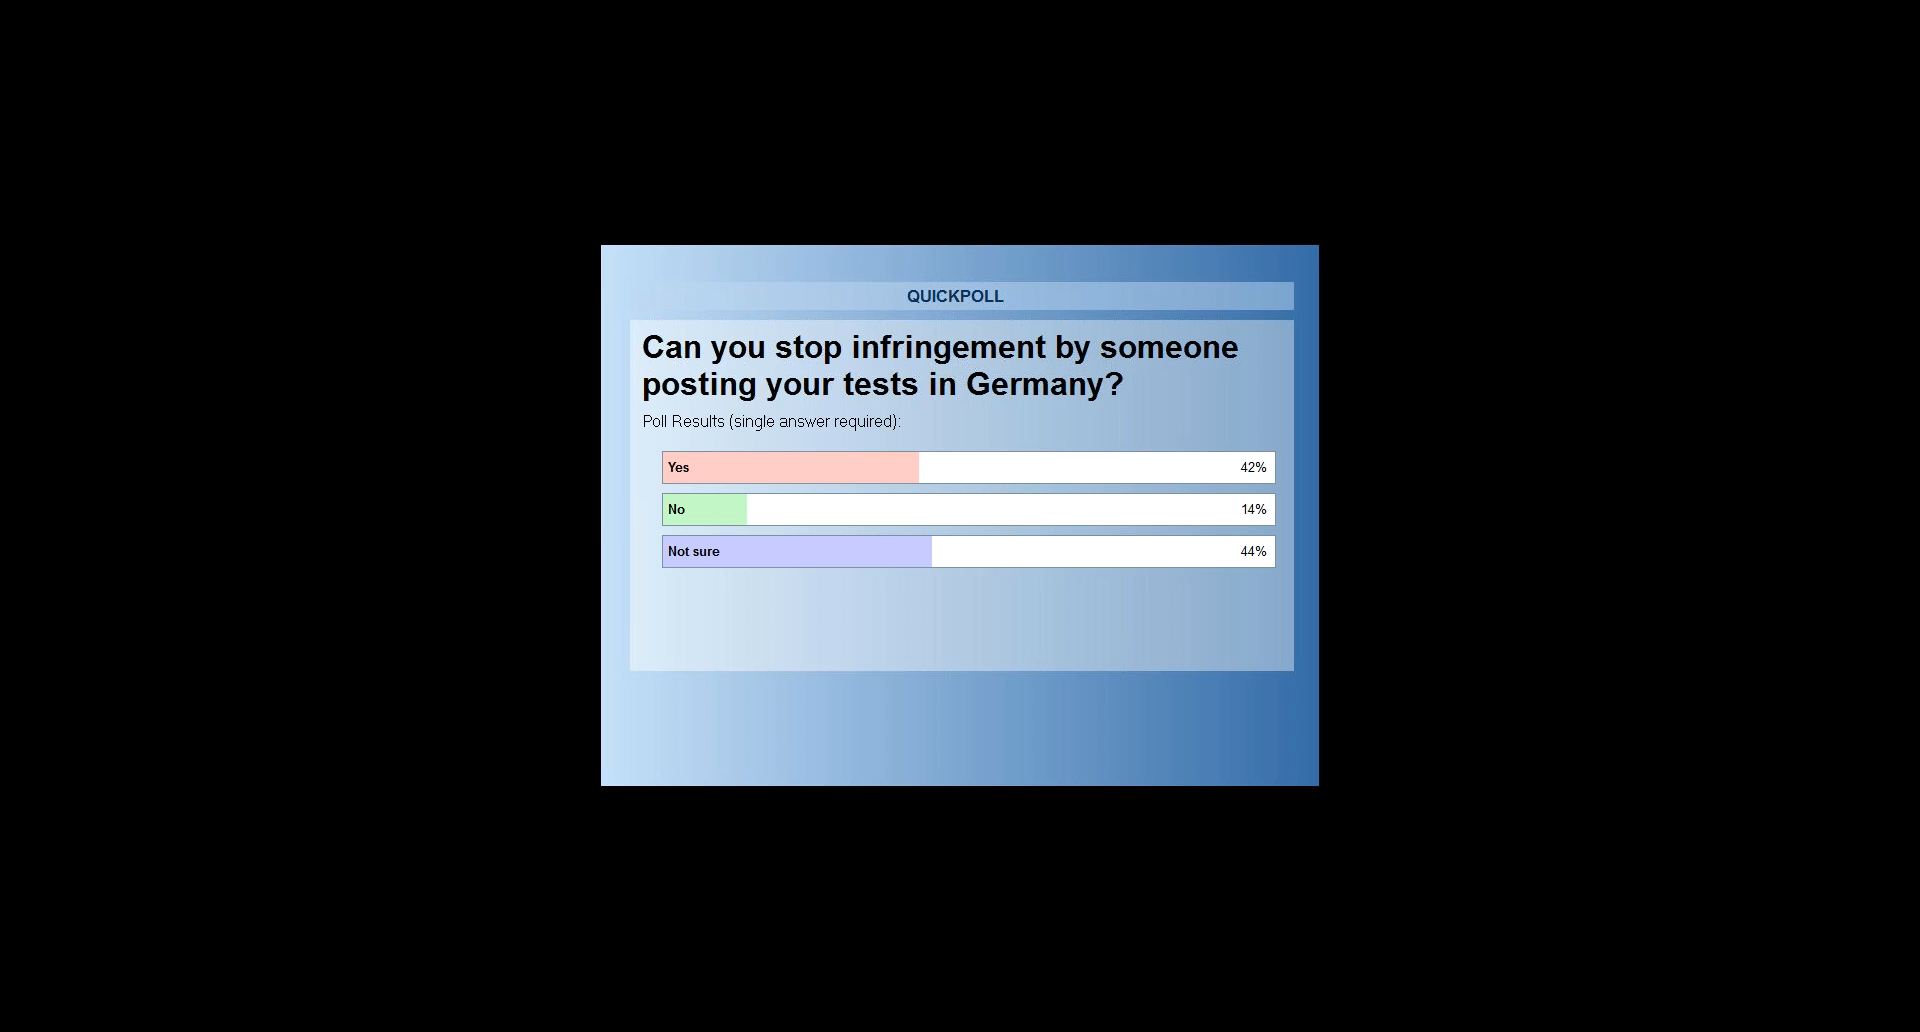 QUICKPOLL
Can you stop infringement by someone
posting your tests in Germany?
Poll Results (single answer required):
Yes 42%
No 14%
Not sure 44%